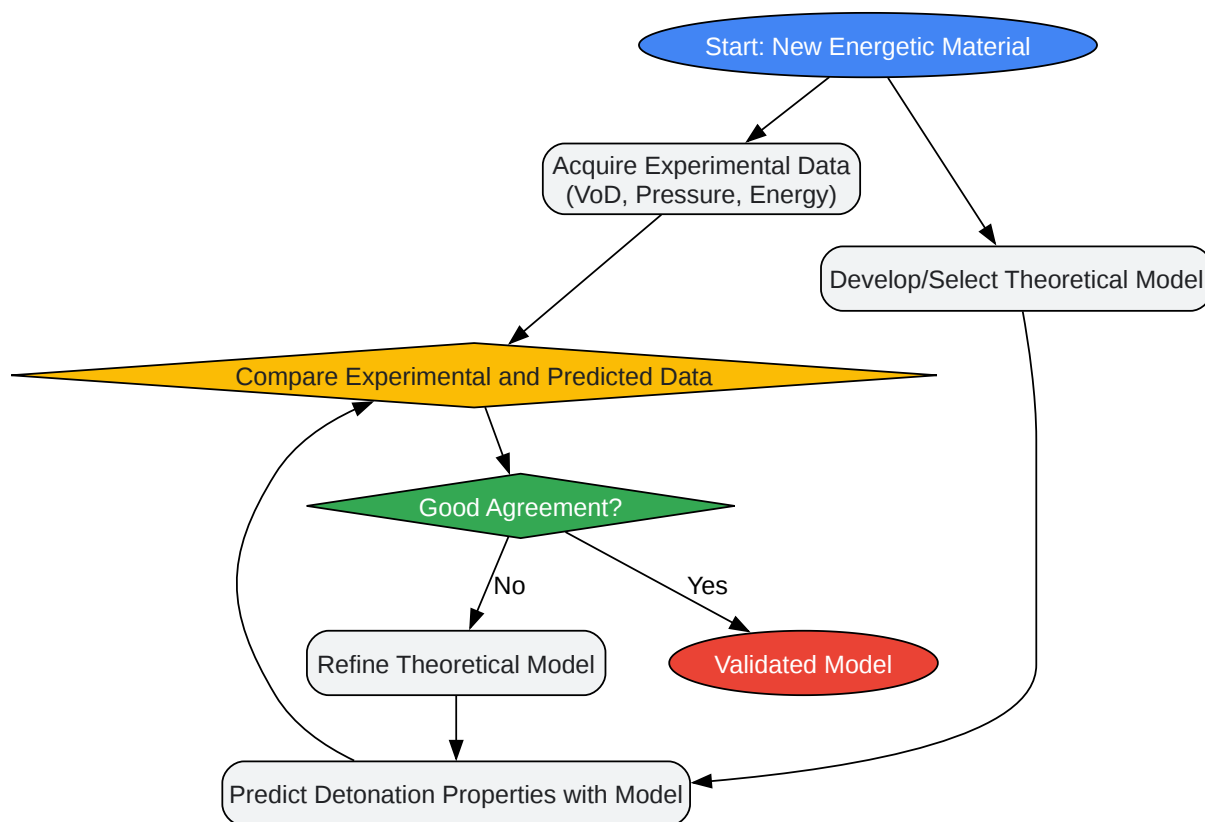 Start: New Energetic Material
Acquire Experimental Data
(VoD, Pressure, Energy)
Develop/Select Theoretical Model
Compare Experimental and Predicted Data
Good Agreement?
No
Yes
Refine Theoretical Model
Validated Model
Predict Detonation Properties with Model